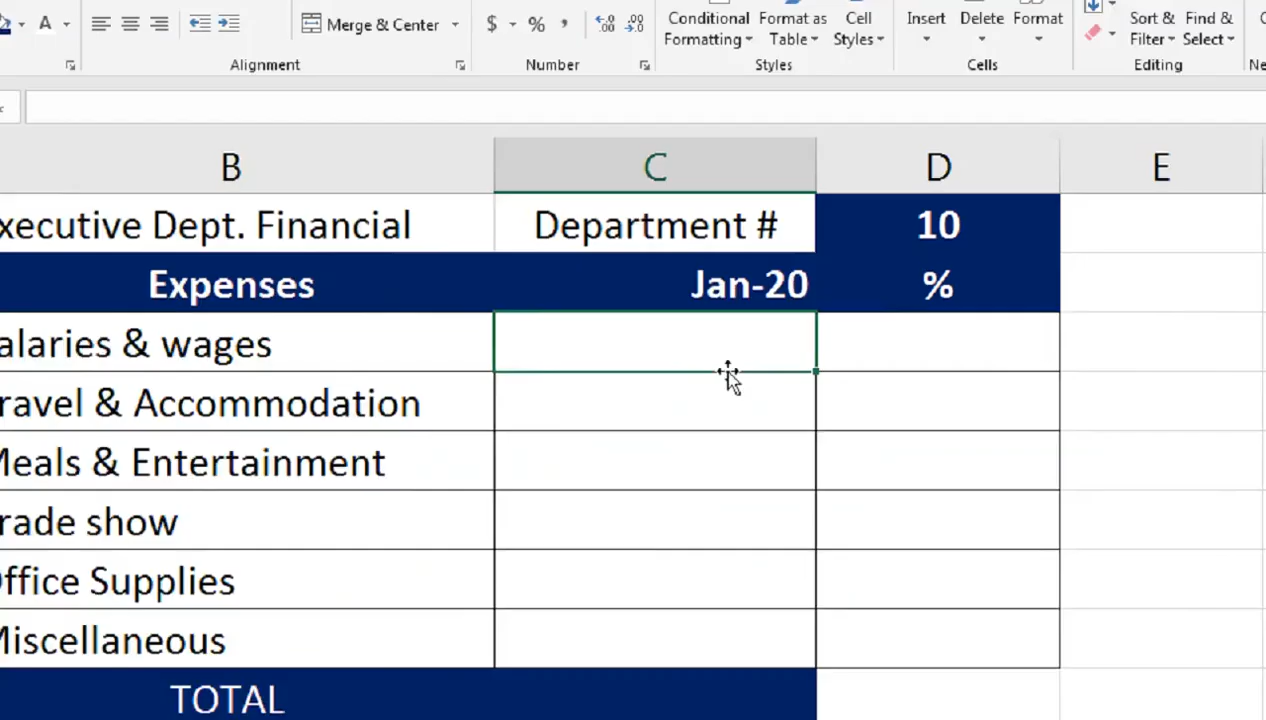 Merge & Center
$ % ,
Conditional Formatting
Format as Table
Cell Styles
Insert
Delete
Format
Sort & Filter
Find & Select
Alignment
Number
Styles
Cells
Editing
B C D E
xecutive Dept. Financial Department # 10
Expenses Jan-20 %
alaries & wages
ravel & Accommodation
Meals & Entertainment
rade show
Office Supplies
Miscellaneous
TOTAL